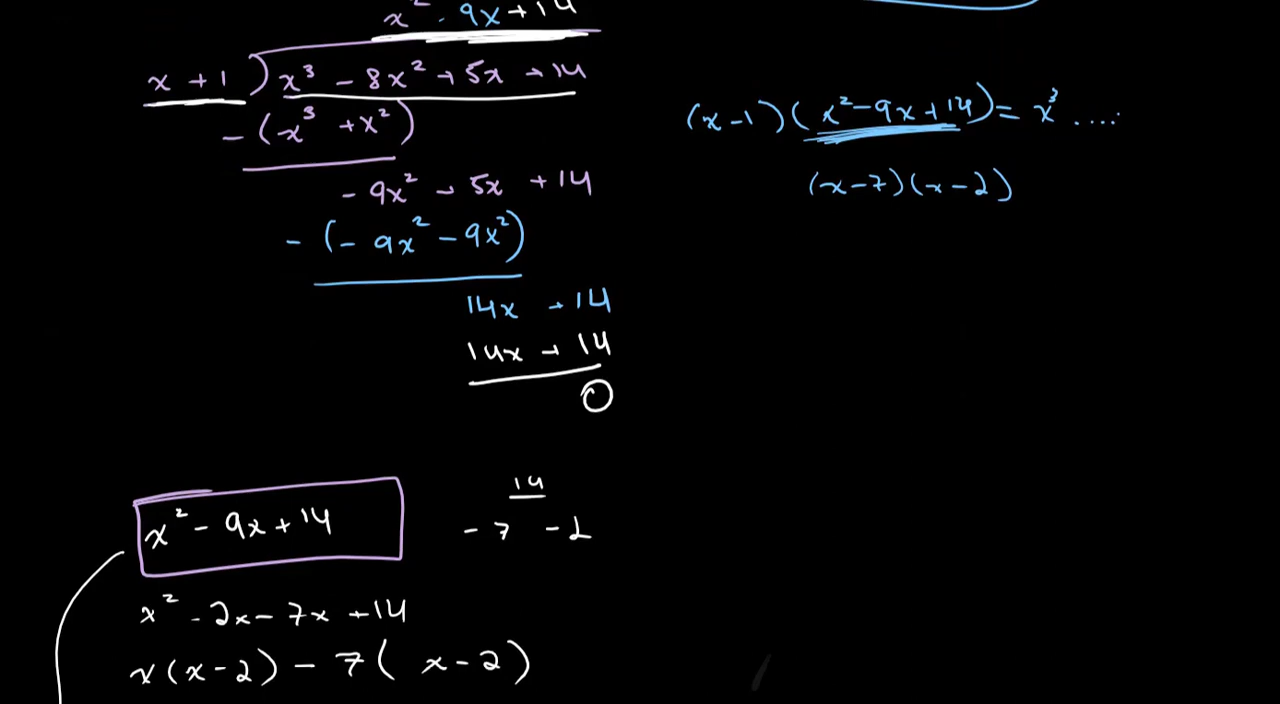 x² - 9x + 14
x + 1 ) x³ - 8x² + 5x + 14
- (x³ + x²)
- 9x² + 5x + 14
- (- 9x² - 9x²)
14x + 14
14x + 14
0
(x - 1)(x² - 9x + 14) = x³ ....
(x - 7)(x - 2)
x² - 9x + 14
14
- 7 - 2
x² - 2x - 7x + 14
x(x - 2) - 7( x - 2)